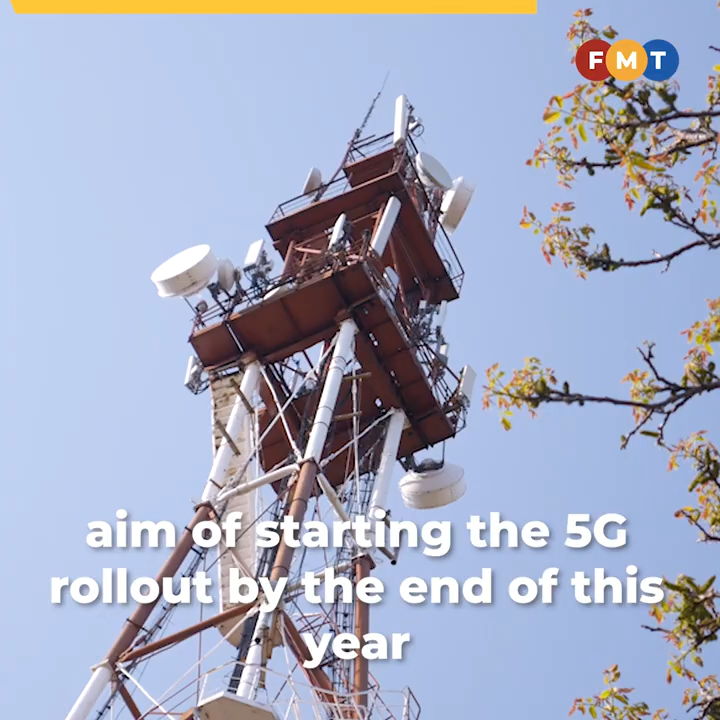 FMT
aim of starting the 5G
rollout by the end of this
year